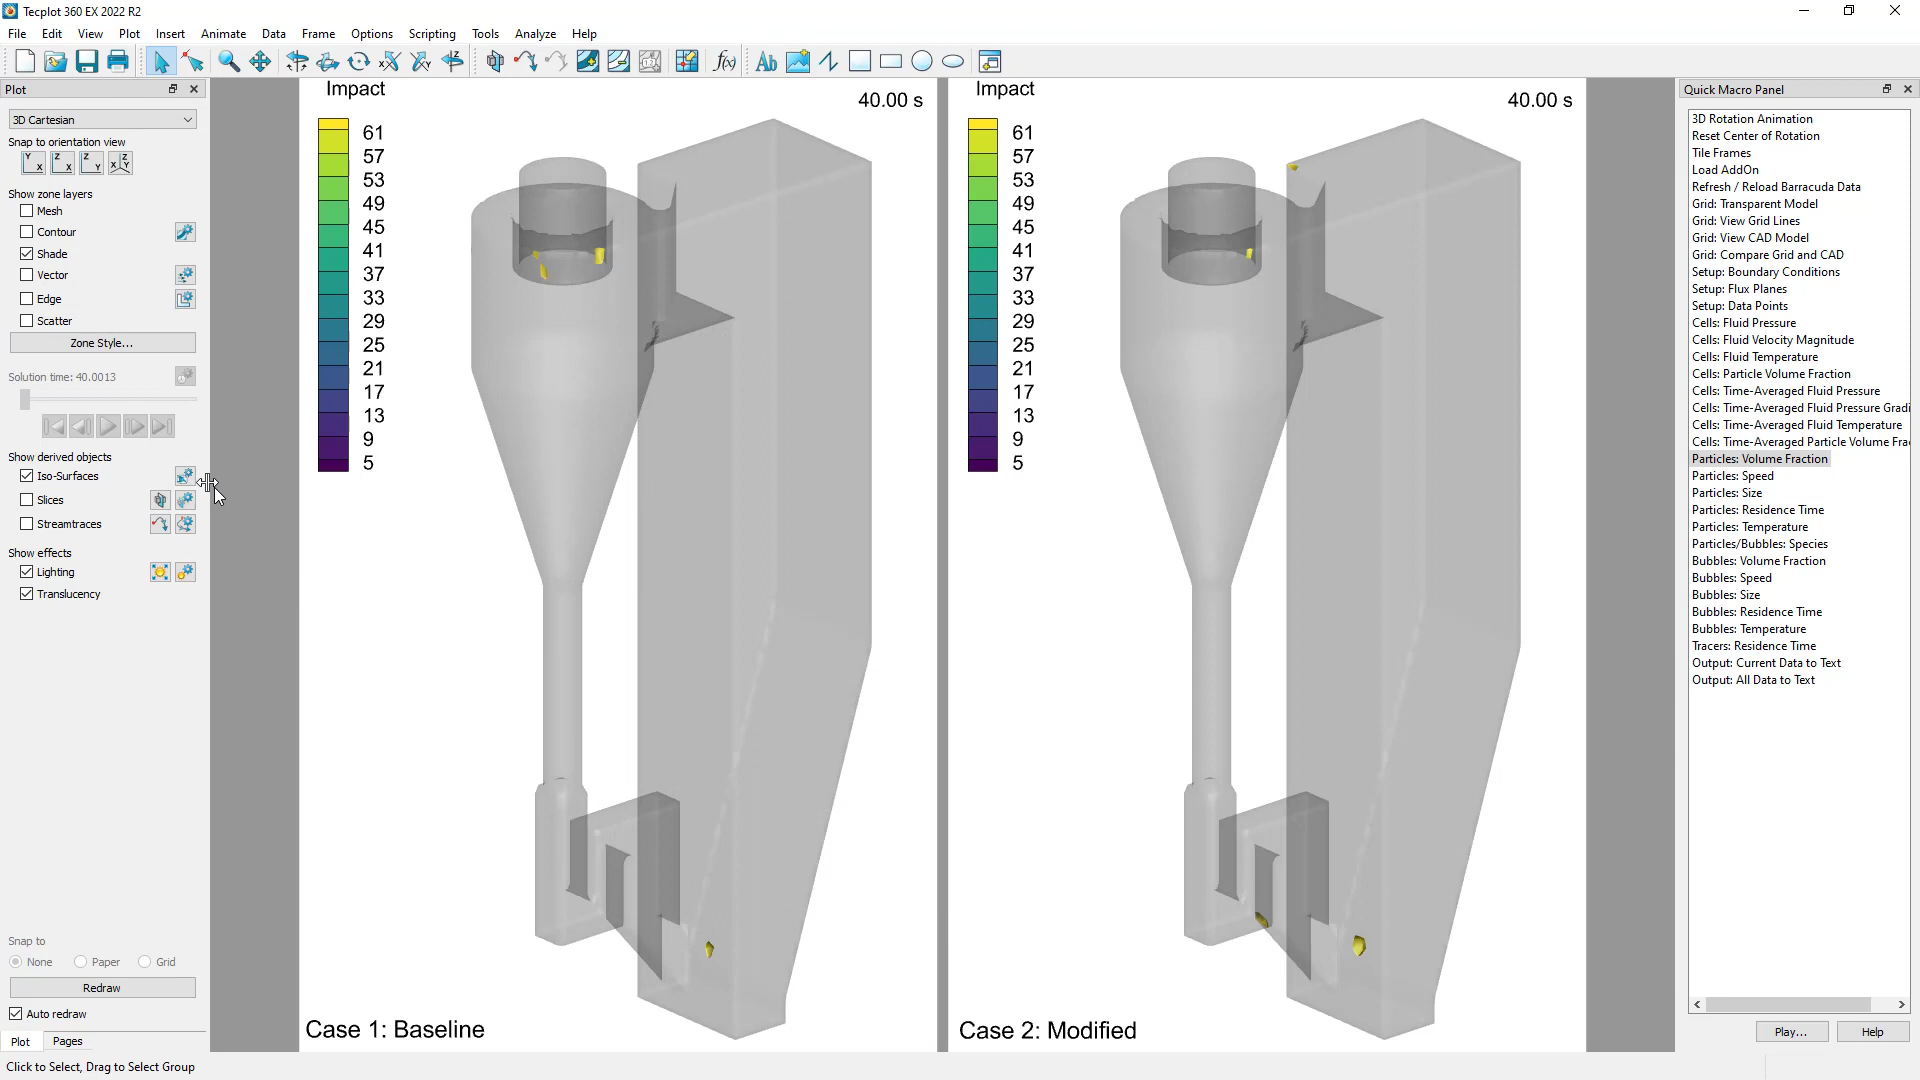 Tecplot 360 EX 2022 R2
File Edit View Plot Insert Animate Data Frame Options Scripting Tools Analyze Help
Plot
3D Cartesian
Snap to orientation view
Show zone layers
Mesh
Contour
Shade
Vector
Edge
Scatter
Zone Style...
Solution time: 40.0013
Show derived objects
Iso-Surfaces
Slices
Streamtraces
Show effects
Lighting
Translucency
Snap to
None Paper Grid
Redraw
Auto redraw
Plot Pages
Click to Select, Drag to Select Group
Impact
40.00 s
61
57
53
49
45
41
37
33
29
25
21
17
13
9
5
Case 1: Baseline
Impact
40.00 s
61
57
53
49
45
41
37
33
29
25
21
17
13
9
5
Case 2: Modified
Quick Macro Panel
3D Rotation Animation
Reset Center of Rotation
Tile Frames
Load AddOn
Refresh / Reload Barracuda Data
Grid: Transparent Model
Grid: View Grid Lines
Grid: View CAD Model
Grid: Compare Grid and CAD
Setup: Boundary Conditions
Setup: Flux Planes
Setup: Data Points
Cells: Fluid Pressure
Cells: Fluid Velocity Magnitude
Cells: Fluid Temperature
Cells: Particle Volume Fraction
Cells: Time-Averaged Fluid Pressure
Cells: Time-Averaged Fluid Pressure Gradi
Cells: Time-Averaged Fluid Temperature
Cells: Time-Averaged Particle Volume Fra
Particles: Volume Fraction
Particles: Speed
Particles: Size
Particles: Residence Time
Particles: Temperature
Particles/Bubbles: Species
Bubbles: Volume Fraction
Bubbles: Speed
Bubbles: Size
Bubbles: Residence Time
Bubbles: Temperature
Tracers: Residence Time
Output: Current Data to Text
Output: All Data to Text
Play... Help